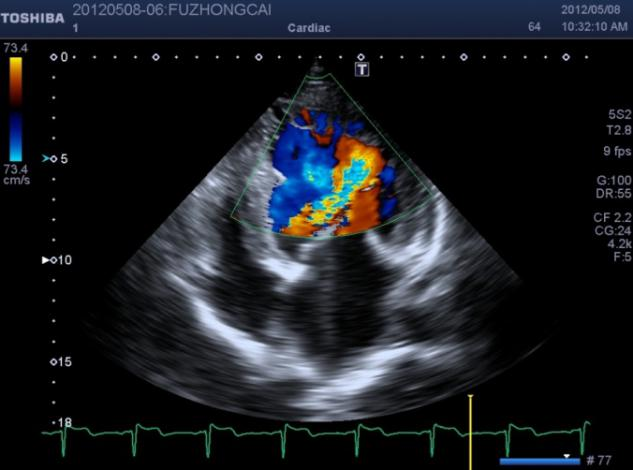 TOSHIBA 20120508-06:FUZHONGCAI 2012/05/08
1 Cardiac 64 10:32:10 AM
73.4
0
T
5S2
T2.8
5
9 fps
73.4
cm/s
G:100
DR:55
CF 2.2
CG:24
4.2k
F:5
10
15
18
#77